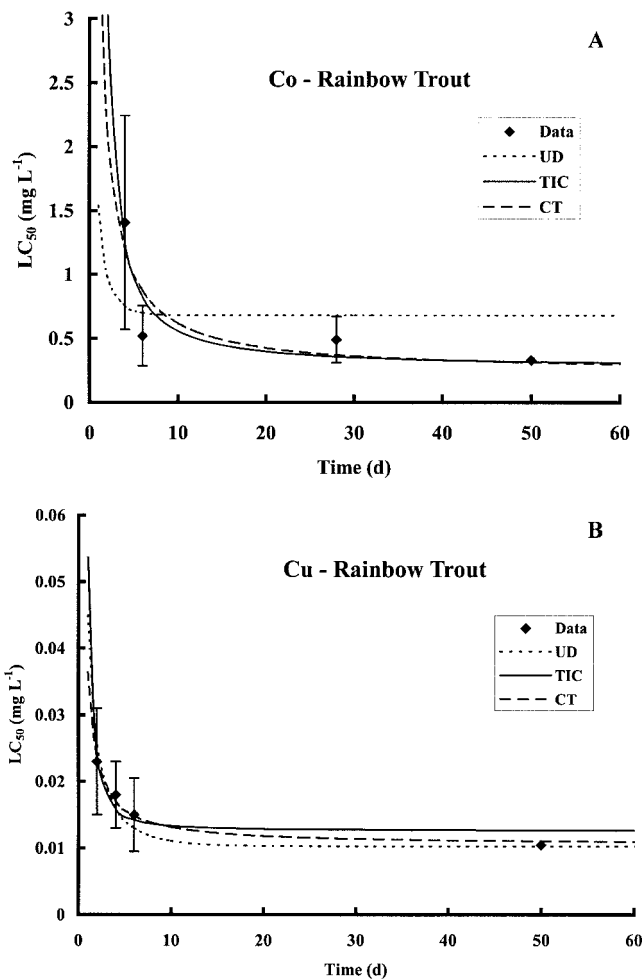 A
Co - Rainbow Trout
Data
UD
TIC
CT
LC50 (mg L-1)
3
2.5
2
1.5
1
0.5
0
0 10 20 30 40 50 60
Time (d)
B
Cu - Rainbow Trout
Data
UD
TIC
CT
LC50 (mg L-1)
0.06
0.05
0.04
0.03
0.02
0.01
0
0 10 20 30 40 50 60
Time (d)